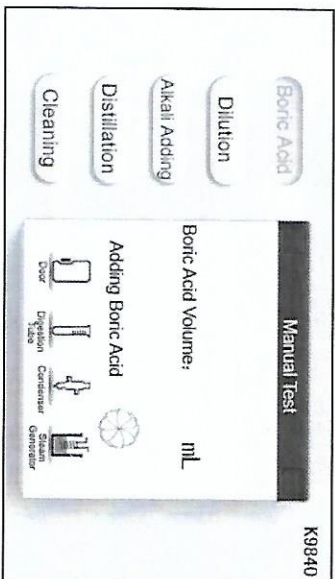 K9840
Manual Test
Boric Acid
Dilution
Alkali Adding
Distillation
Cleaning
Boric Acid Volume: mL
Adding Boric Acid
Door
Digestion Tube
Condenser
Steam Generator